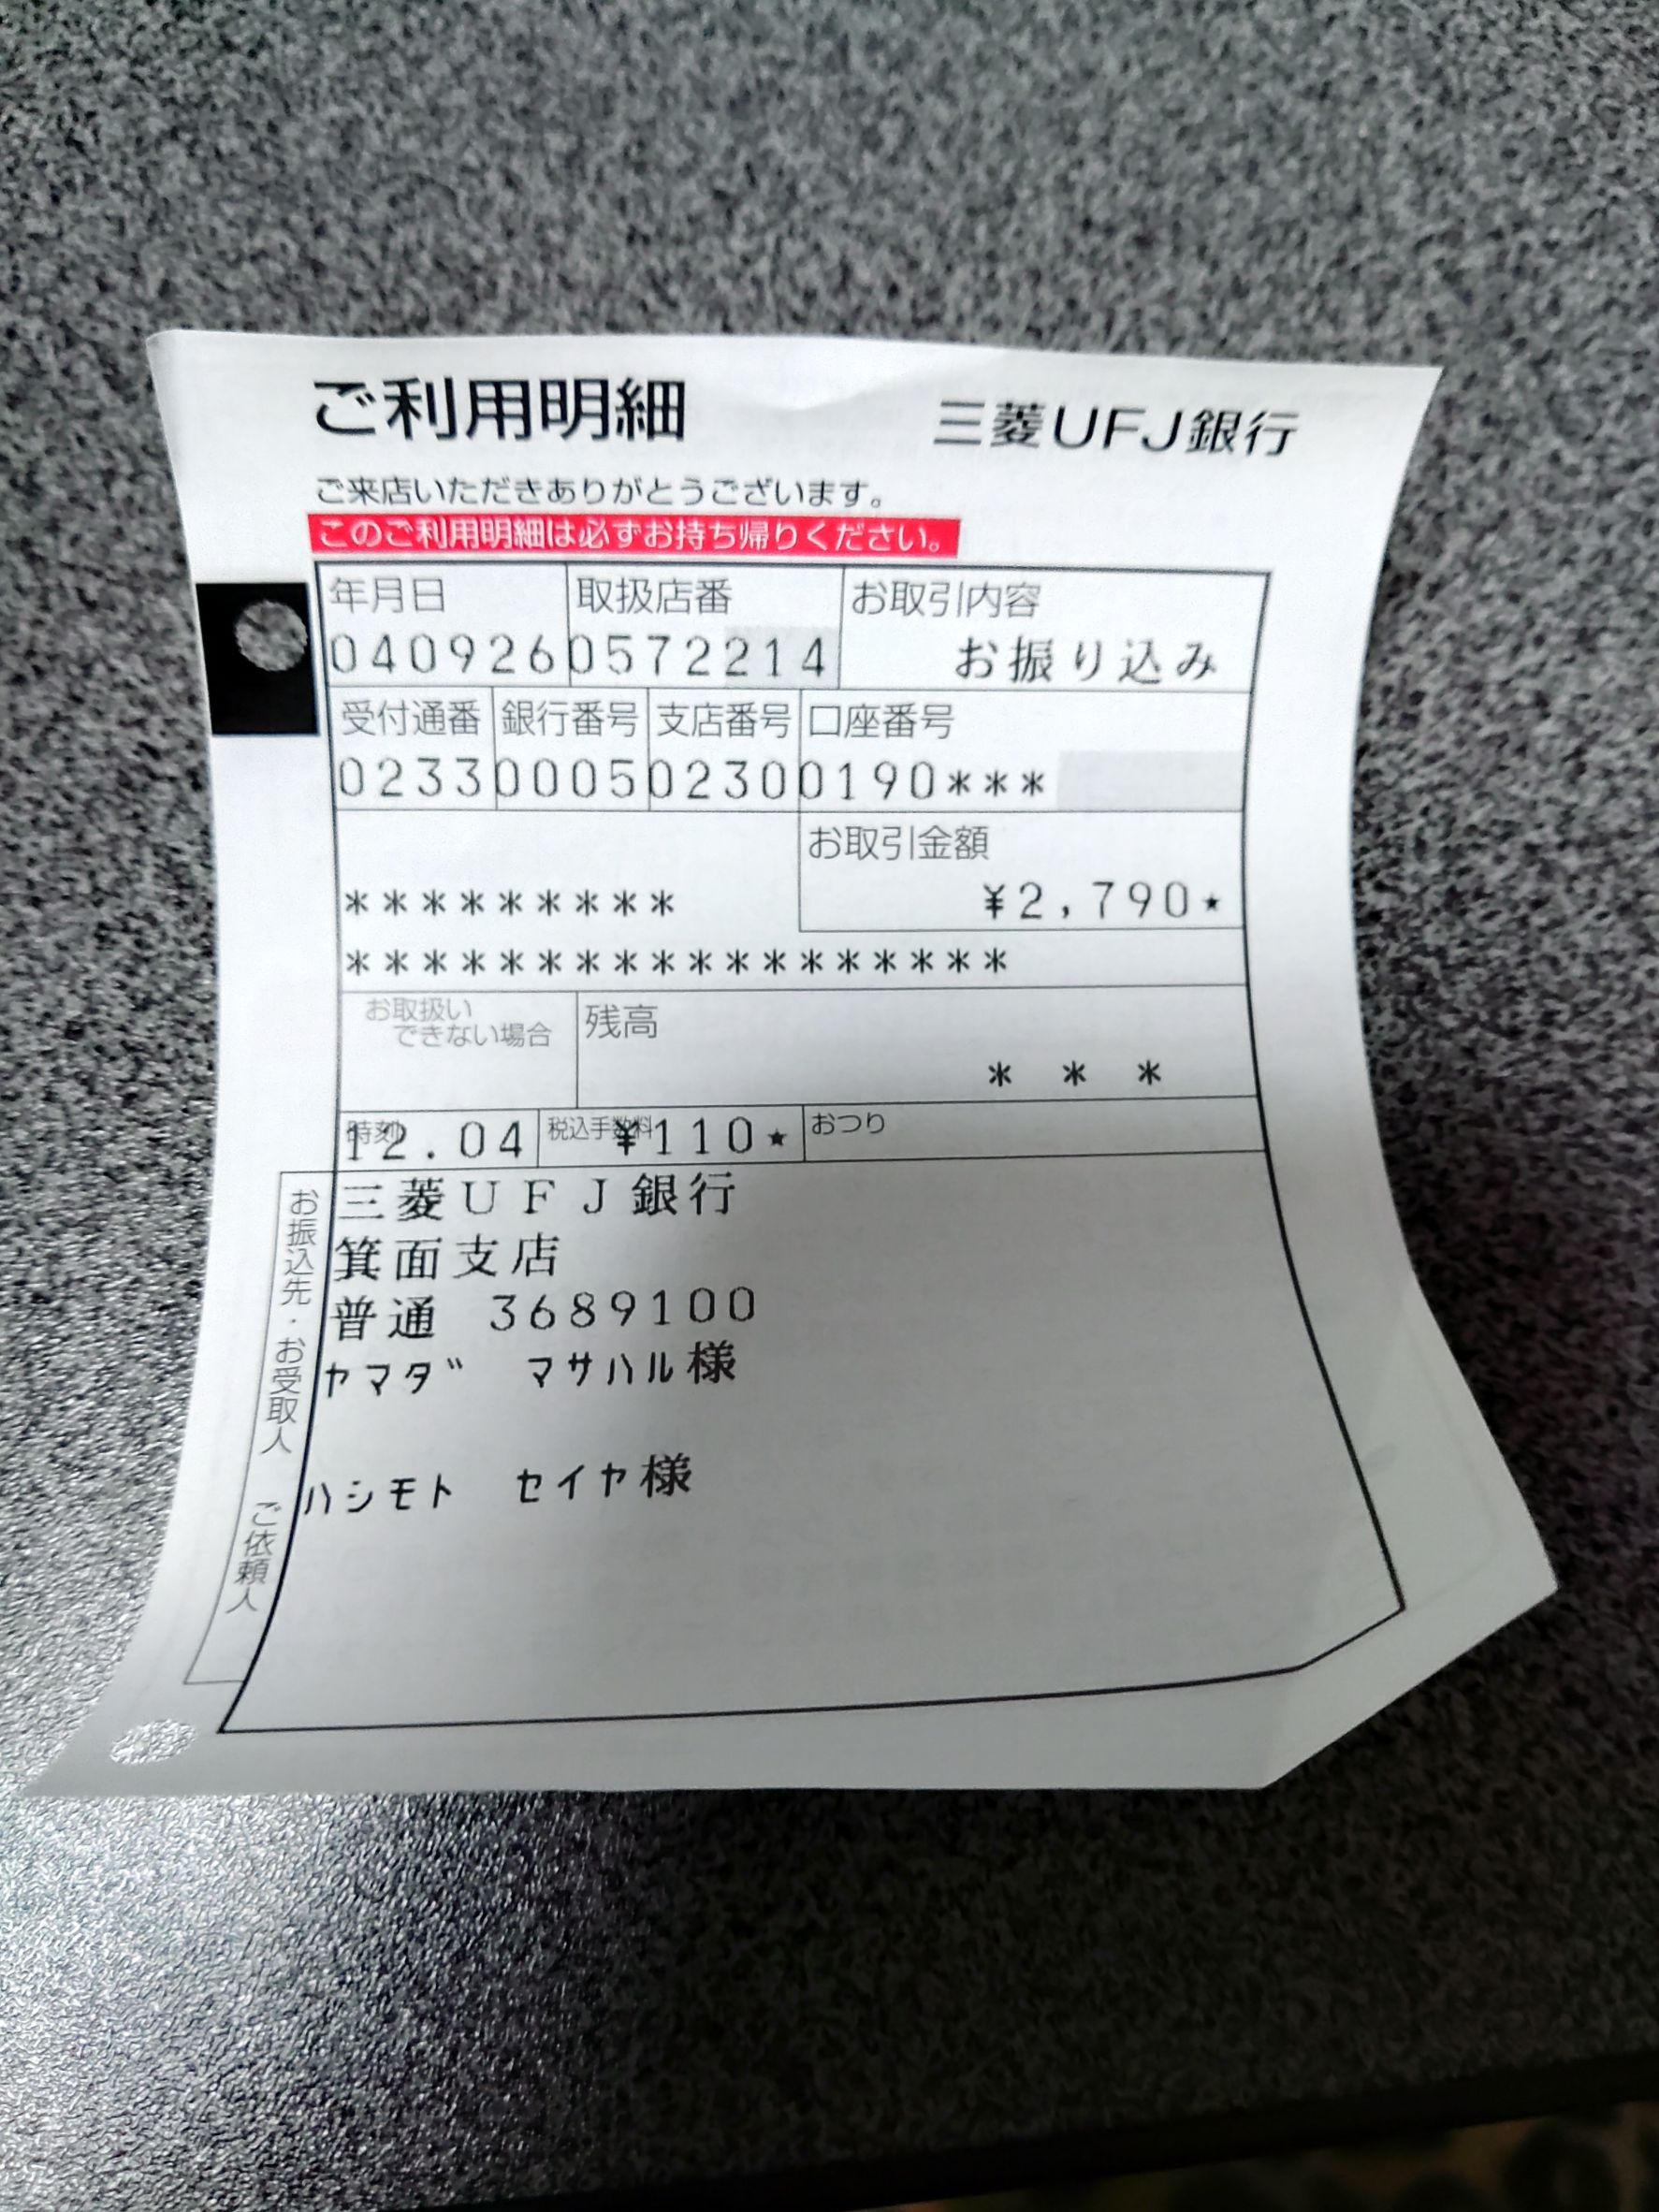 ご利用明細 三菱UFJ銀行
ご来店いただきありがとうございます。
このご利用明細は必ずお持ち帰りください。
年月日 取扱店番 お取引内容
040926 0572214 お振り込み
受付通番 銀行番号 支店番号 口座番号
0233 0005 0230 0190***
お取引金額
********* ¥2,790★
******************
お取扱い 残高
できない場合
* * *
時刻 税込手数料 おつり
12.04 ¥110★
お振込先・お受取人
三菱UFJ銀行
箕面支店
普通 3689100
ヤマダ マサハル様
ご依頼人
ハシモト セイヤ様